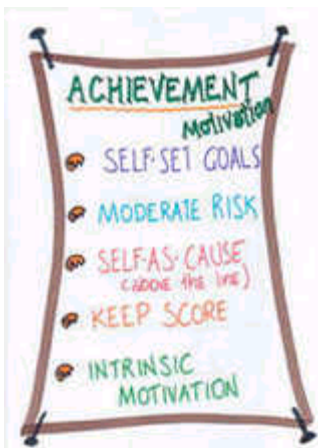 ACHIEVEMENT
Motivation
SELF-SET GOALS
MODERATE RISK
SELF-AS-CAUSE
(above the line)
KEEP SCORE
INTRINSIC
MOTIVATION